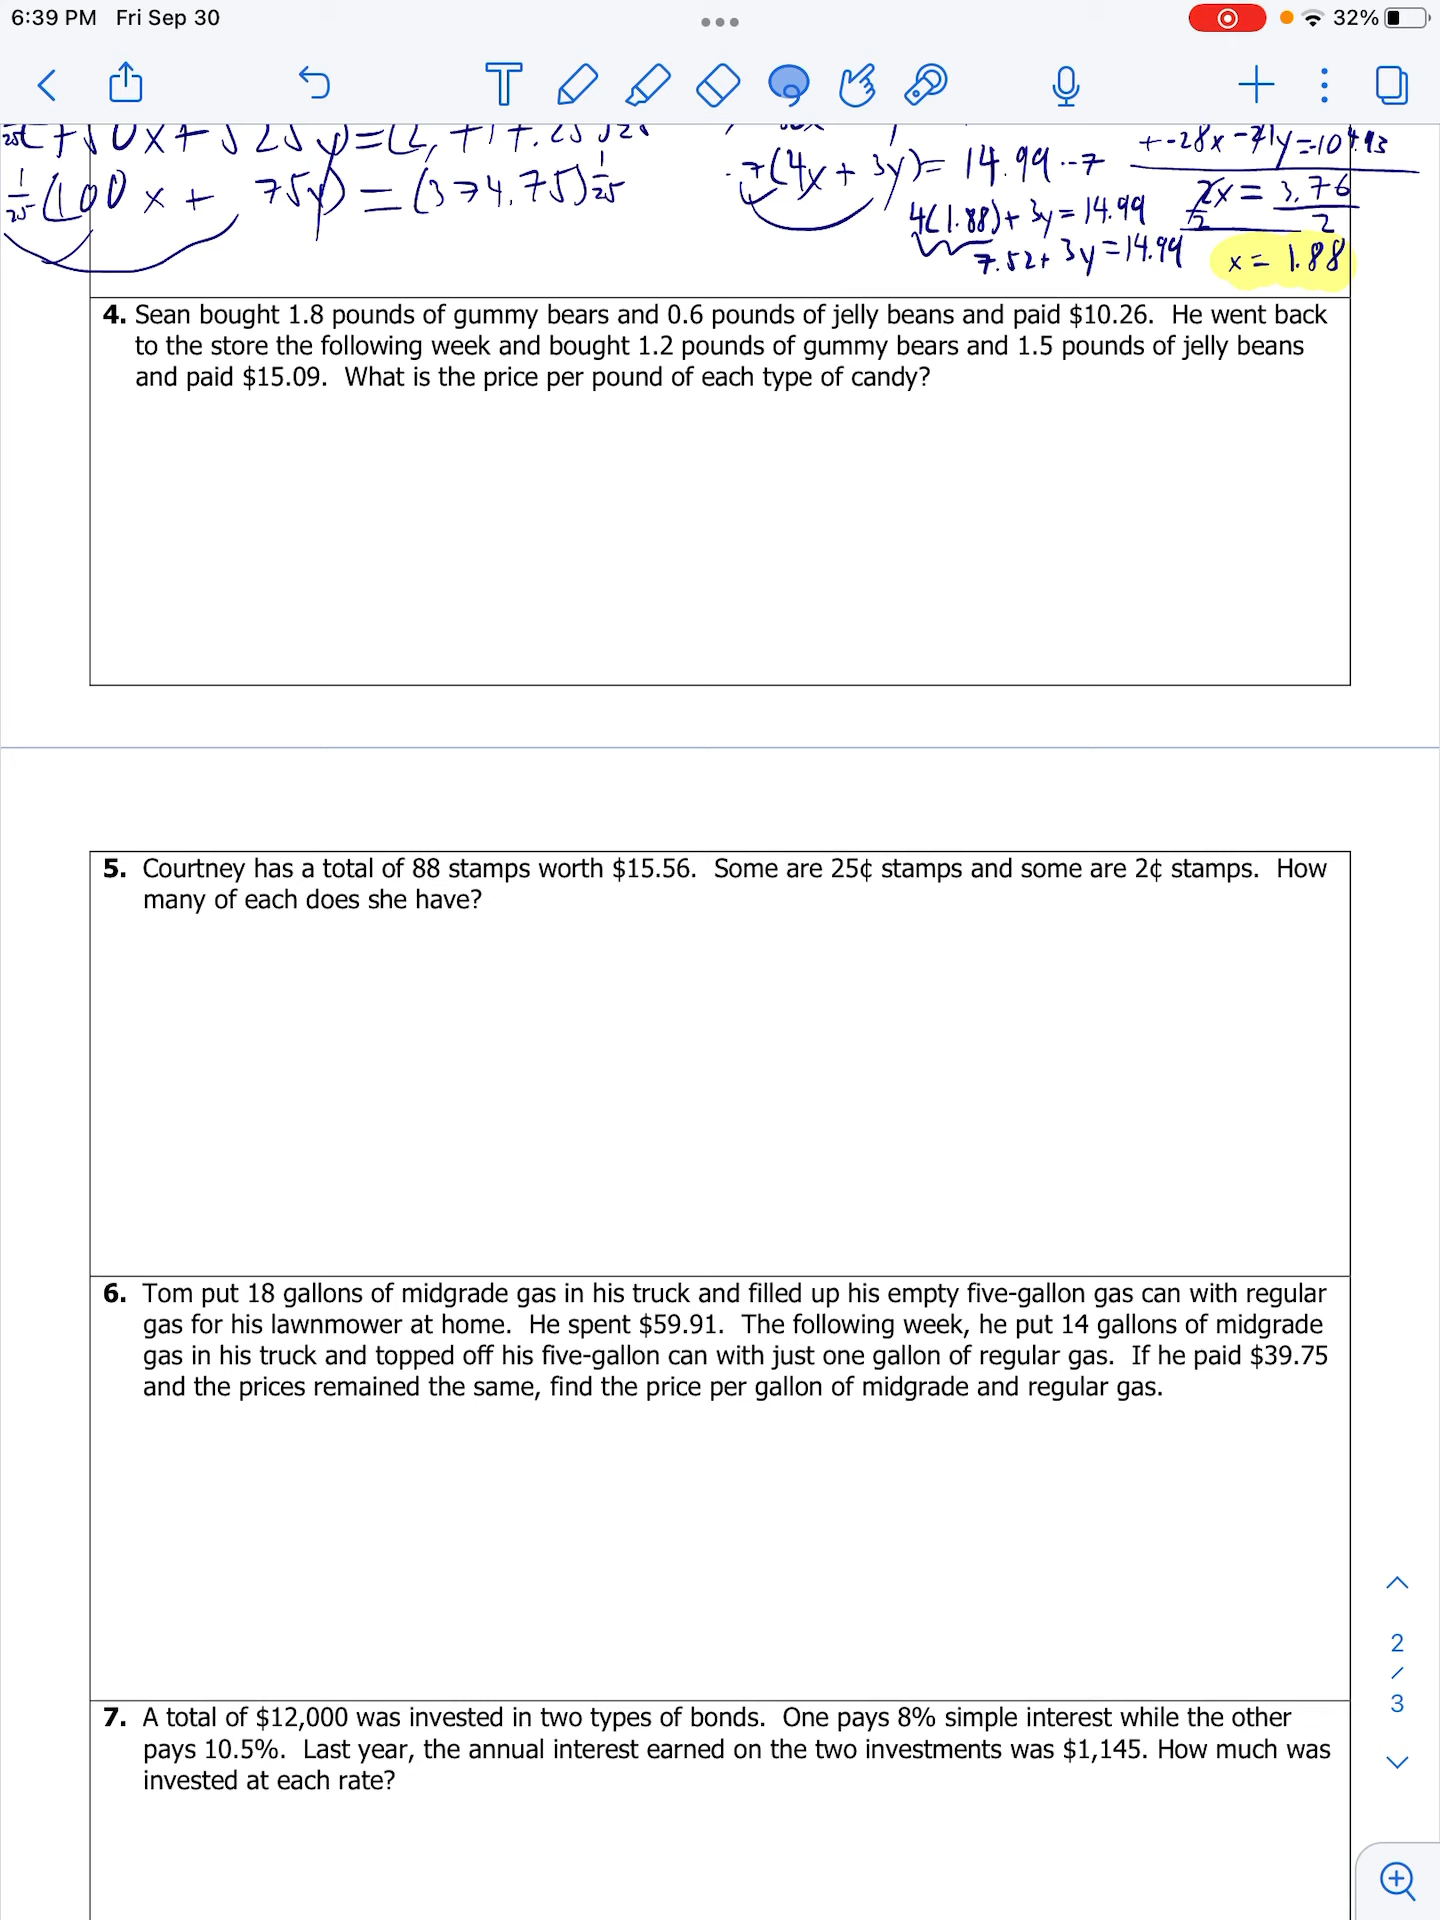 6:39 PM Fri Sep 30
32%
(100x + 75y) = (374.75) 1/25
1/25
-7(4x + 3y) = 14.99 · -7
+ -28x - 21y = -104.93
2x = 3.76
2 2
4(1.88) + 3y = 14.99
7.52 + 3y = 14.99
x = 1.88
4. Sean bought 1.8 pounds of gummy bears and 0.6 pounds of jelly beans and paid $10.26. He went back
to the store the following week and bought 1.2 pounds of gummy bears and 1.5 pounds of jelly beans
and paid $15.09. What is the price per pound of each type of candy?
5. Courtney has a total of 88 stamps worth $15.56. Some are 25¢ stamps and some are 2¢ stamps. How
many of each does she have?
6. Tom put 18 gallons of midgrade gas in his truck and filled up his empty five-gallon gas can with regular
gas for his lawnmower at home. He spent $59.91. The following week, he put 14 gallons of midgrade
gas in his truck and topped off his five-gallon can with just one gallon of regular gas. If he paid $39.75
and the prices remained the same, find the price per gallon of midgrade and regular gas.
2
/
3
7. A total of $12,000 was invested in two types of bonds. One pays 8% simple interest while the other
pays 10.5%. Last year, the annual interest earned on the two investments was $1,145. How much was
invested at each rate?